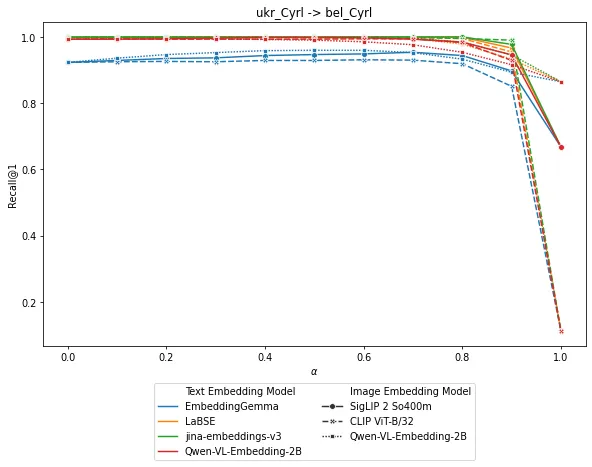 ukr_Cyrl -> bel_Cyrl
1.0
0.8
0.6
0.4
0.2
Recall@1
0.0 0.2 0.4 0.6 0.8 1.0
α
Text Embedding Model Image Embedding Model
EmbeddingGemma SigLIP 2 So400m
LaBSE CLIP ViT-B/32
jina-embeddings-v3 Qwen-VL-Embedding-2B
Qwen-VL-Embedding-2B